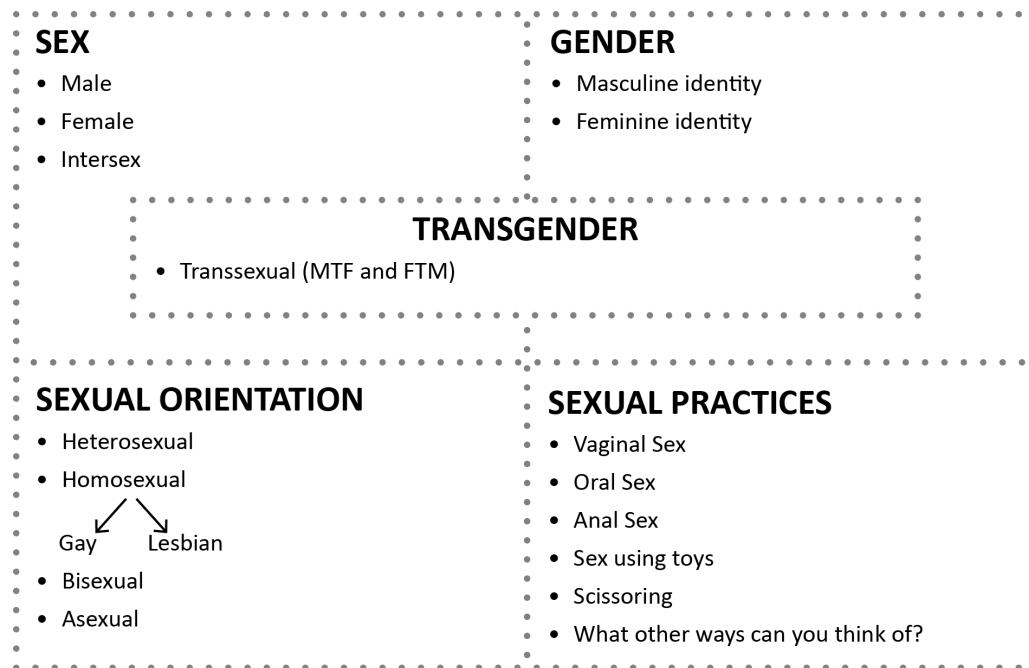 SEX
• Male
• Female
• Intersex
GENDER
• Masculine identity
• Feminine identity
TRANSGENDER
• Transsexual (MTF and FTM)
SEXUAL ORIENTATION
• Heterosexual
• Homosexual
Gay Lesbian
• Bisexual
• Asexual
SEXUAL PRACTICES
• Vaginal Sex
• Oral Sex
• Anal Sex
• Sex using toys
• Scissoring
• What other ways can you think of?